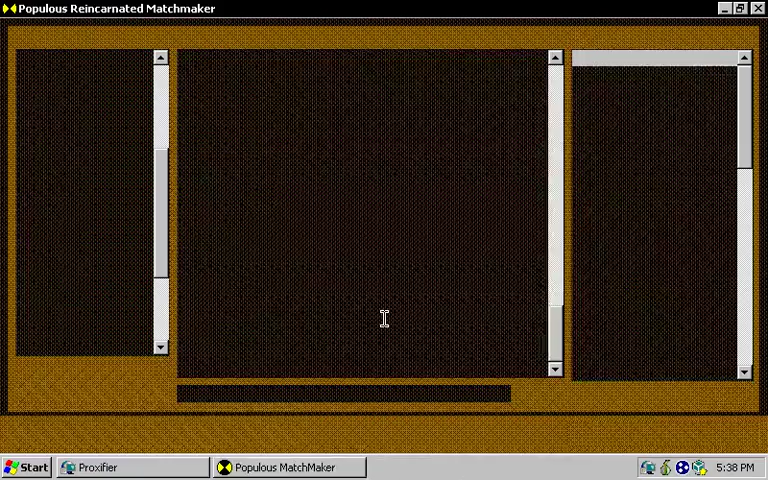 Populous Reincarnated Matchmaker
Start
Proxifier
Populous MatchMaker
5:38 PM